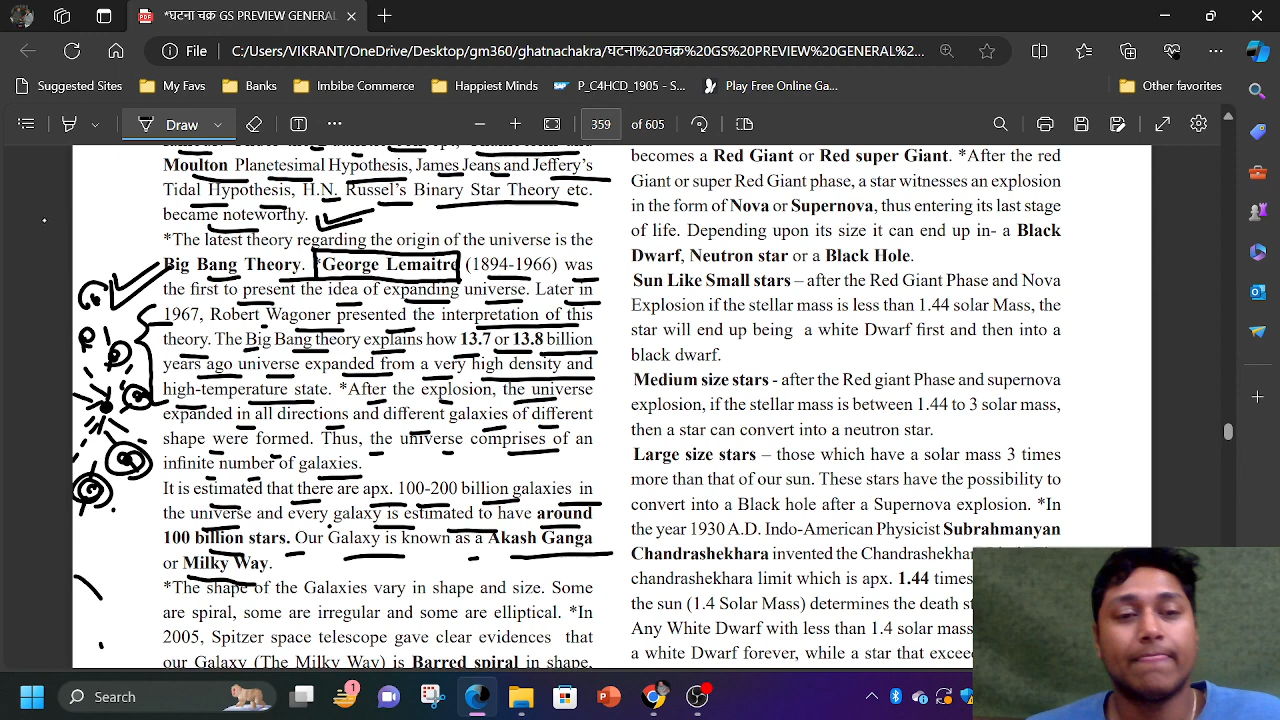 *घटना चक्र GS PREVIEW GENERAL
File
C:/Users/VIKRANT/OneDrive/Desktop/gm360/ghatnachakra/घटना%20चक्र%20GS%20PREVIEW%20GENERAL%2...
Suggested Sites
My Favs
Banks
Imbibe Commerce
Happiest Minds
P_C4HCD_1905 - S...
Play Free Online Ga...
Other favorites
Draw
359
of 605
Moulton Planetesimal Hypothesis, James Jeans and Jeffery's
Tidal Hypothesis, H.N. Russel's Binary Star Theory etc.
became noteworthy.
*The latest theory regarding the origin of the universe is the
Big Bang Theory. *George Lemaitre (1894-1966) was
the first to present the idea of expanding universe. Later in
1967, Robert Wagoner presented the interpretation of this
theory. The Big Bang theory explains how 13.7 or 13.8 billion
years ago universe expanded from a very high density and
high-temperature state. *After the explosion, the universe
expanded in all directions and different galaxies of different
shape were formed. Thus, the universe comprises of an
infinite number of galaxies.
It is estimated that there are apx. 100-200 billion galaxies in
the universe and every galaxy is estimated to have around
100 billion stars. Our Galaxy is known as a Akash Ganga
or Milky Way.
*The shape of the Galaxies vary in shape and size. Some
are spiral, some are irregular and some are elliptical. *In
2005, Spitzer space telescope gave clear evidences that
our Galaxy (The Milky Way) is Barred spiral in shape,
becomes a Red Giant or Red super Giant. *After the red
Giant or super Red Giant phase, a star witnesses an explosion
in the form of Nova or Supernova, thus entering its last stage
of life. Depending upon its size it can end up in- a Black
Dwarf, Neutron star or a Black Hole.
Sun Like Small stars – after the Red Giant Phase and Nova
Explosion if the stellar mass is less than 1.44 solar Mass, the
star will end up being a white Dwarf first and then into a
black dwarf.
Medium size stars - after the Red giant Phase and supernova
explosion, if the stellar mass is between 1.44 to 3 solar mass,
then a star can convert into a neutron star.
Large size stars – those which have a solar mass 3 times
more than that of our sun. These stars have the possibility to
convert into a Black hole after a Supernova explosion. *In
the year 1930 A.D. Indo-American Physicist Subrahmanyan
Chandrashekhara invented the Chandrashekhar
chandrashekhar limit which is apx. 1.44 times
the sun (1.4 Solar Mass) determines the death st
Any White Dwarf with less than 1.4 solar mass
a white Dwarf forever, while a star that exceed
Search
1